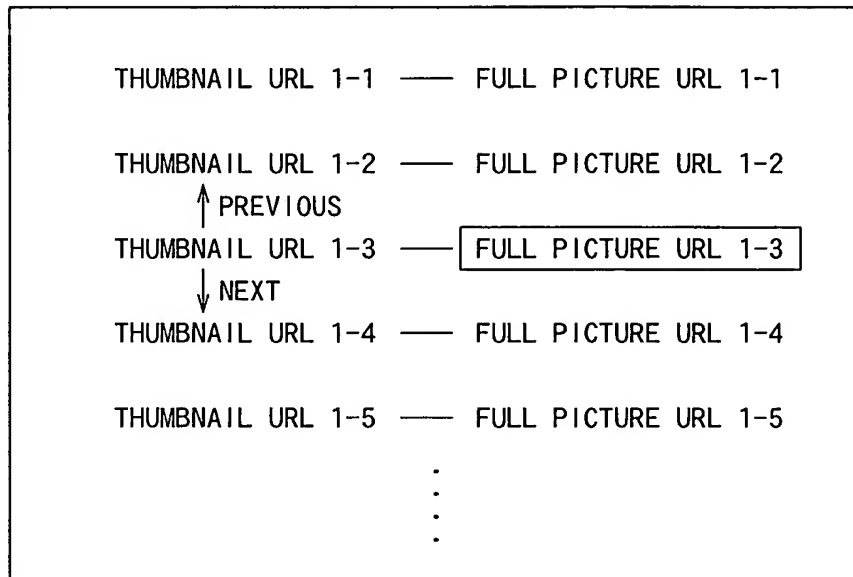 THUMBNAIL URL 1-1 — FULL PICTURE URL 1-1
THUMBNAIL URL 1-2 — FULL PICTURE URL 1-2
PREVIOUS
THUMBNAIL URL 1-3 — FULL PICTURE URL 1-3
NEXT
THUMBNAIL URL 1-4 — FULL PICTURE URL 1-4
THUMBNAIL URL 1-5 — FULL PICTURE URL 1-5